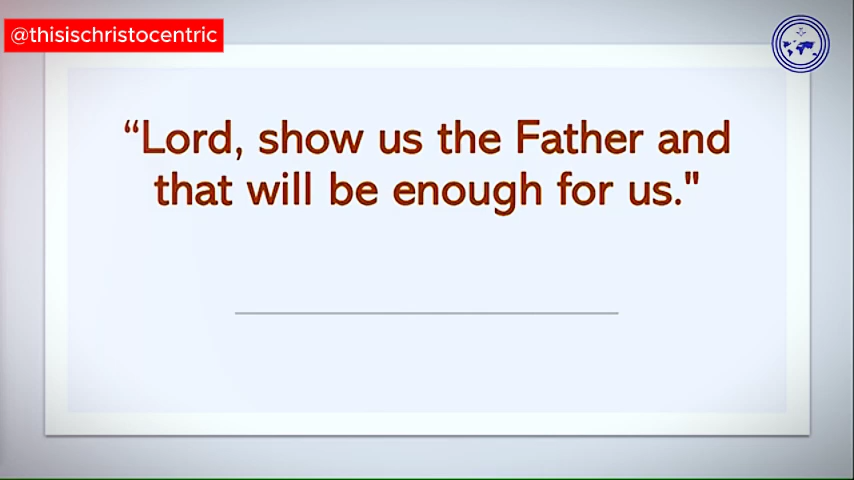 @thisischristocentric
“Lord, show us the Father and
that will be enough for us."